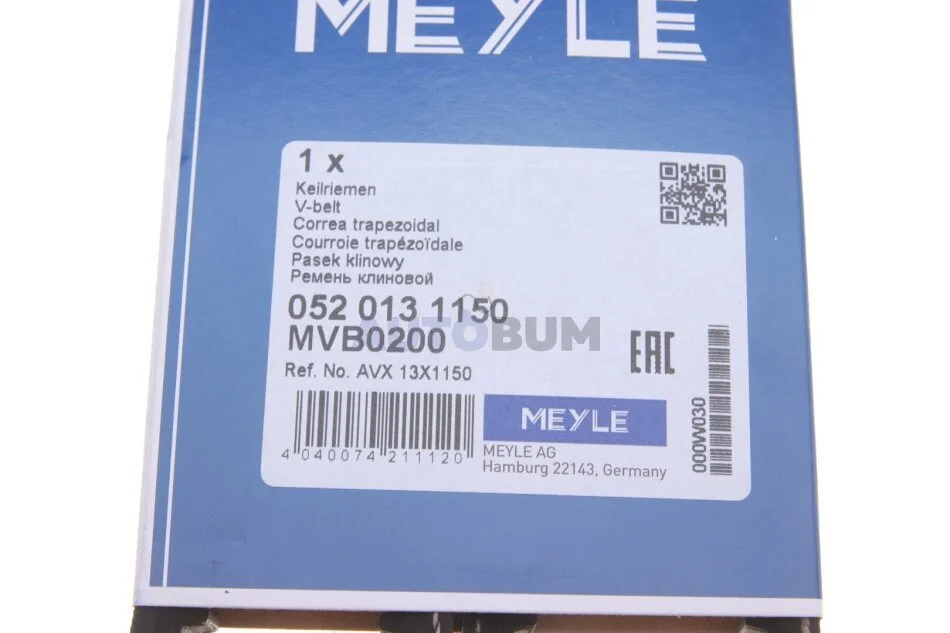 MEYLE
1 x
Keilriemen
V-belt
Correa trapezoidal
Courroie trapézoïdale
Pasek klinowy
Ремень клиновой
052 013 1150
AUTOBUM
MVB0200
EAC
Ref. No. AVX 13X1150
MEYLE
MEYLE AG
Hamburg 22143, Germany
4 040074 211120
000W030